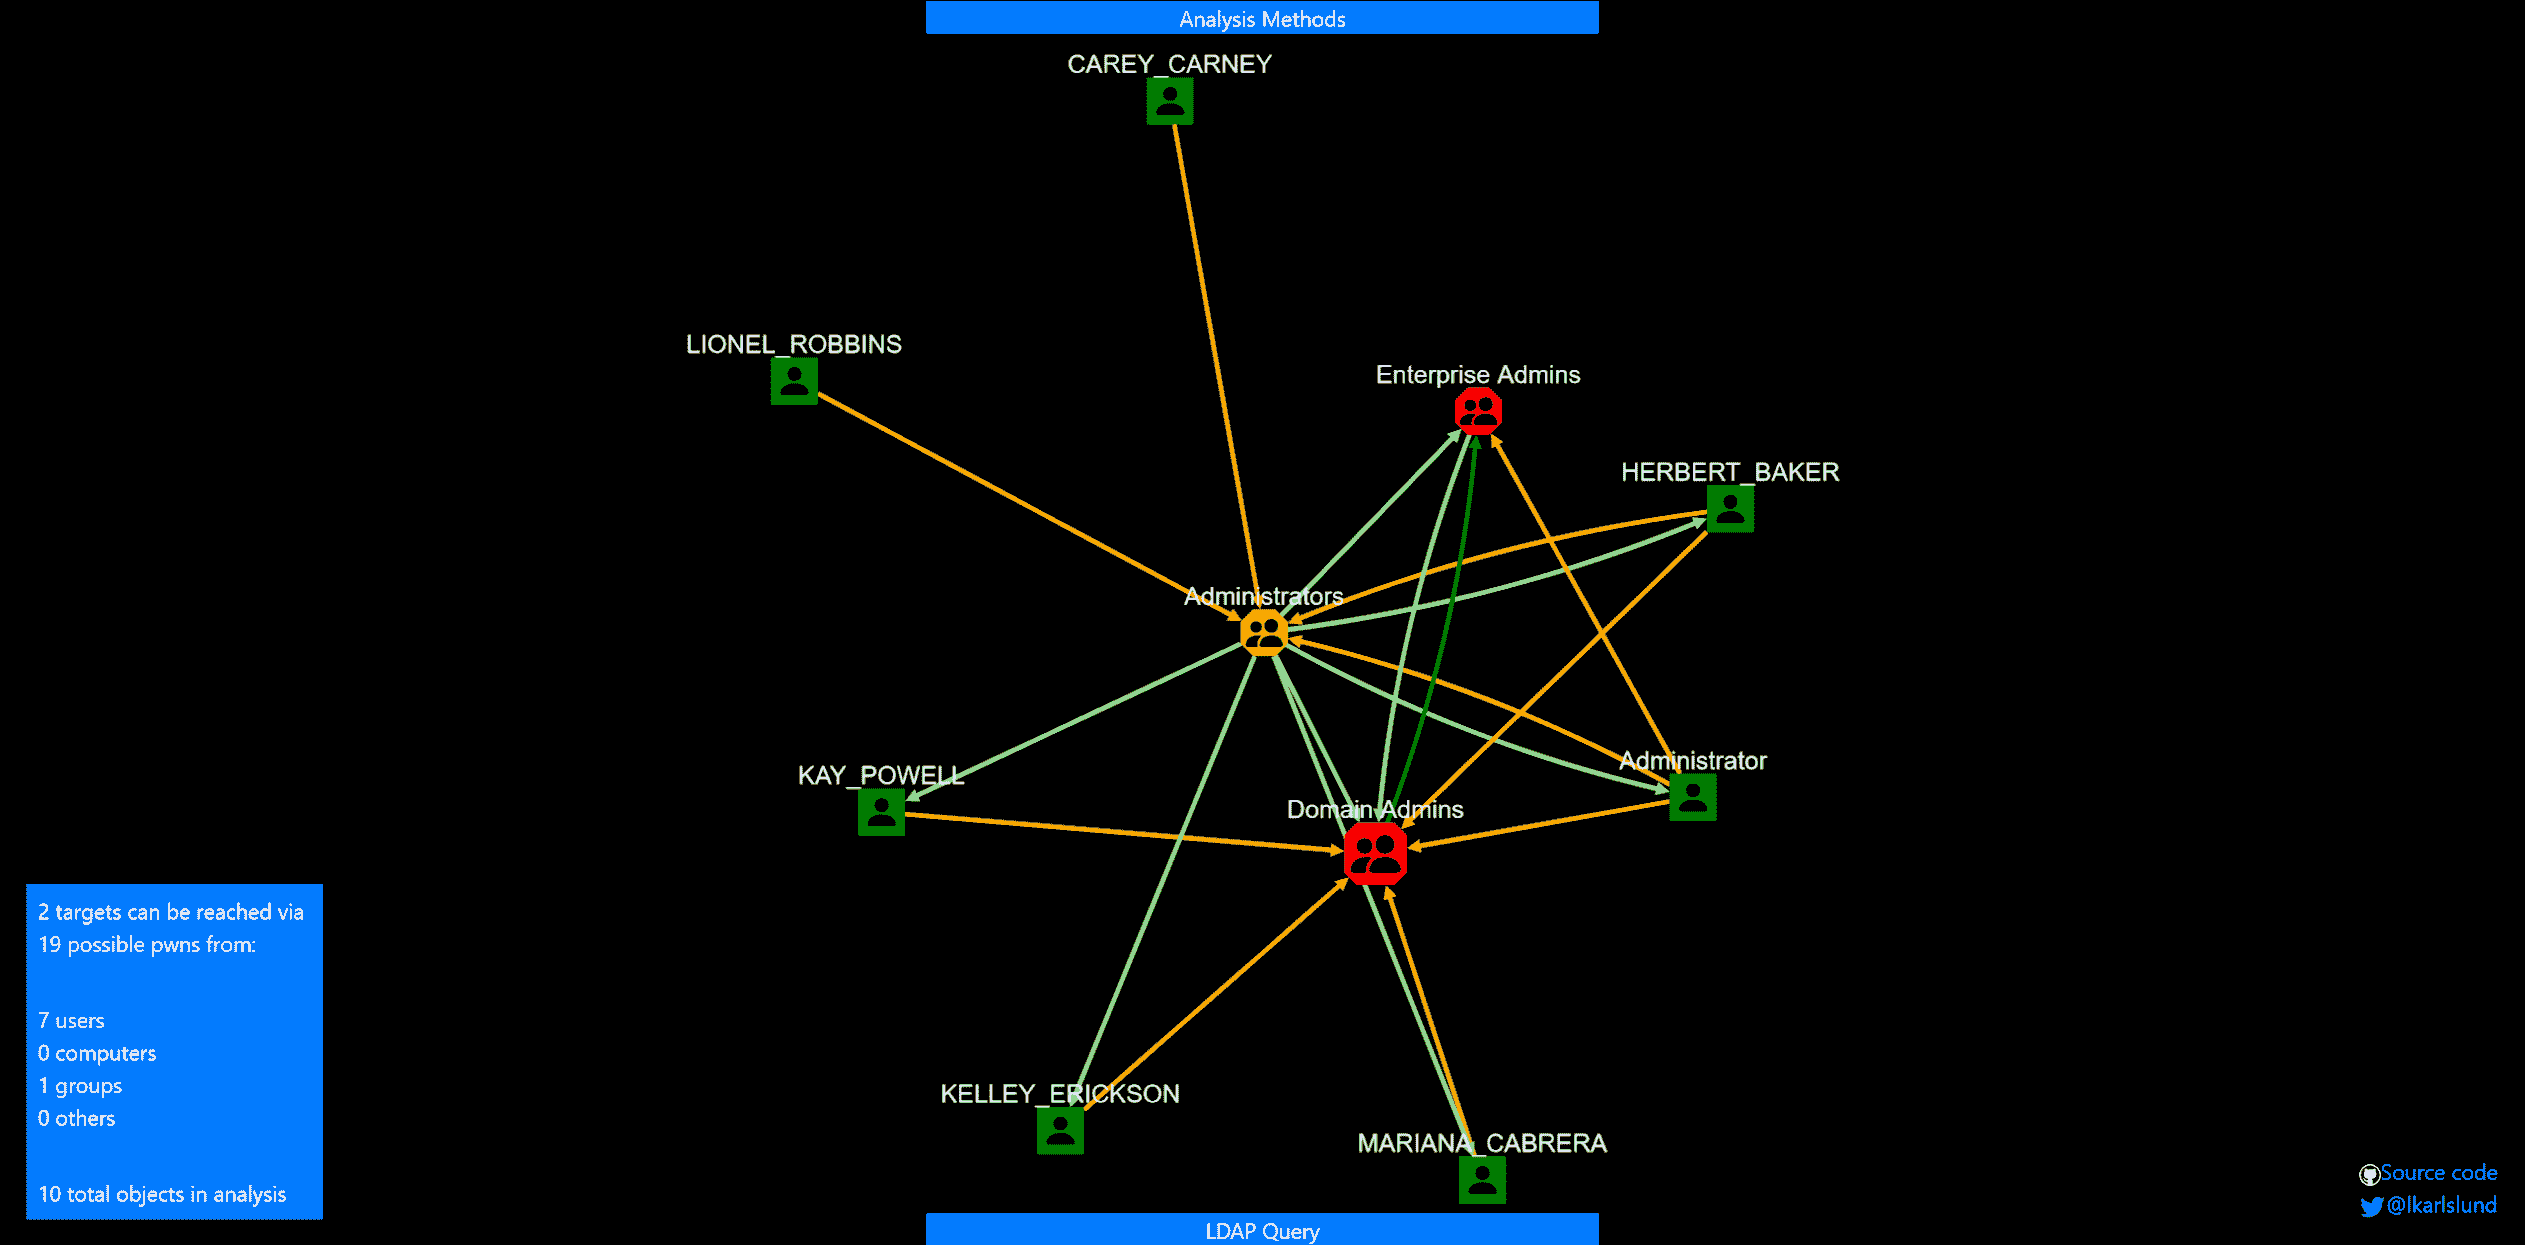 Analysis Methods
CAREY_CARNEY
LIONEL_ROBBINS
Enterprise Admins
HERBERT_BAKER
Administrators
Administrator
KAY_POWELL
Domain Admins
2 targets can be reached via
19 possible pwns from:
7 users
0 computers
1 groups
0 others
10 total objects in analysis
KELLEY_ERICKSON
MARIANA_CABRERA
Source code
@lkarlslund
LDAP Query